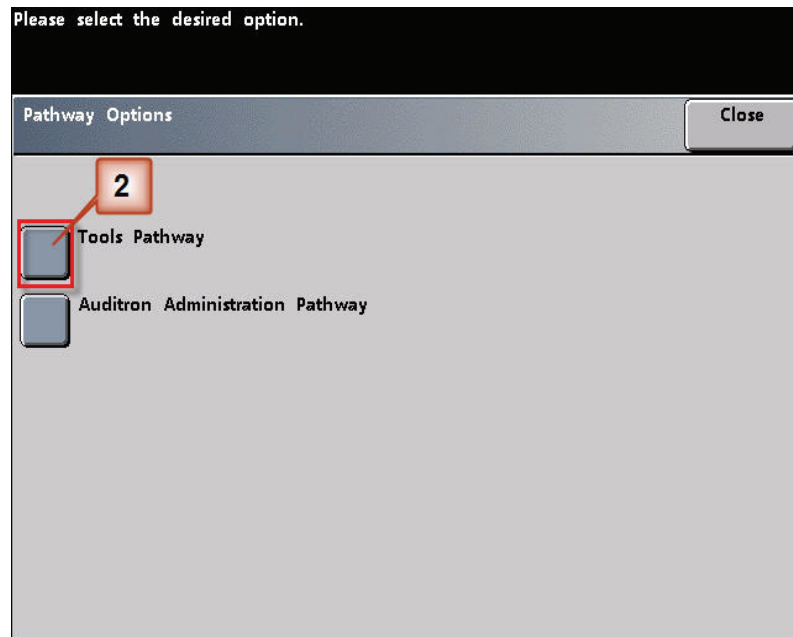 Please select the desired option.
Pathway Options
Close
2
Tools Pathway
Auditron Administration Pathway